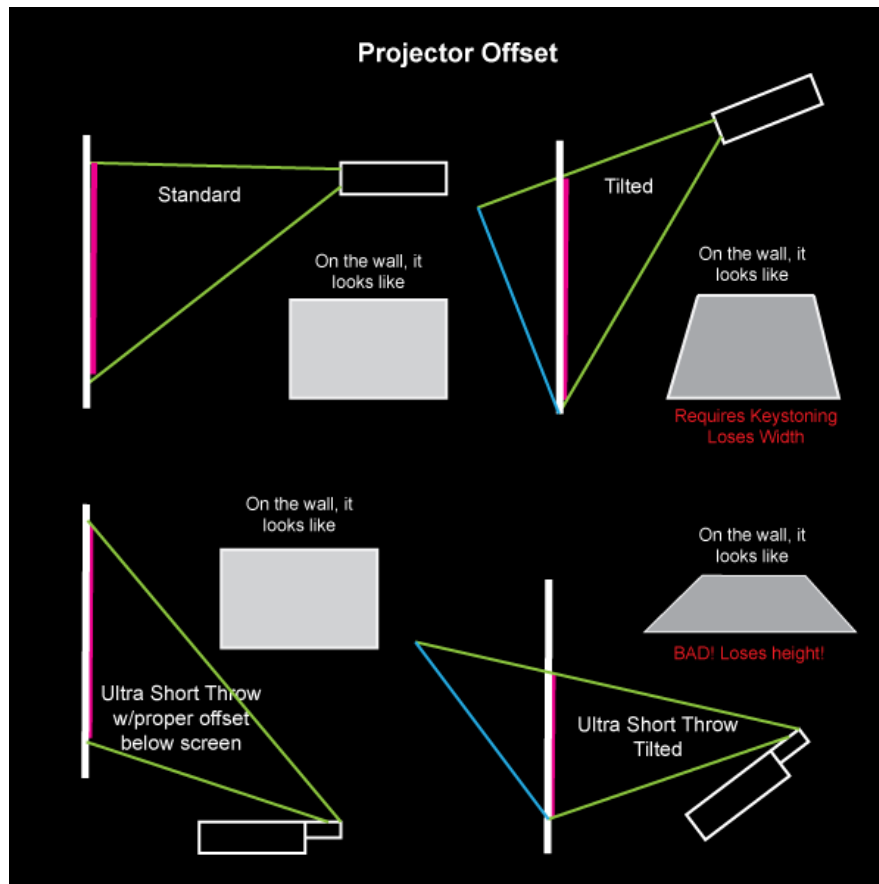 Projector Offset
Standard
On the wall, it
looks like
Tilted
On the wall, it
looks like
Requires Keystoning
Loses Width
On the wall, it
looks like
Ultra Short Throw
w/proper offset
below screen
On the wall, it
looks like
BAD! Loses height!
Ultra Short Throw
Tilted